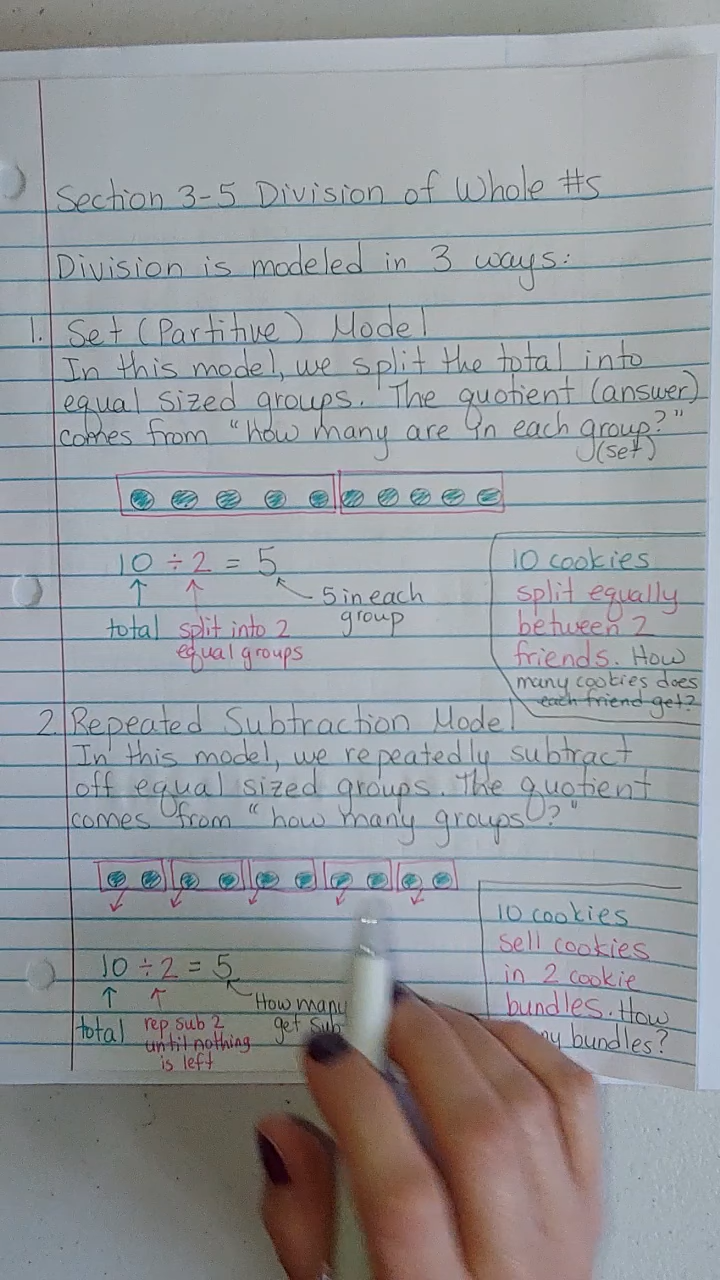 Section 3-5 Division of Whole #s
Division is modeled in 3 ways:
1. Set (Partitive) Model
In this model, we split the total into
equal sized groups. The quotient (answer)
comes from "how many are in each group?"
(set)
10 ÷ 2 = 5
5 in each
group
total
split into 2
equal groups
10 cookies
split equally
between 2
friends. How
many cookies does
each friend get?
2. Repeated Subtraction Model
In this model, we repeatedly subtract
off equal sized groups. The quotient
comes from "how many groups?"
10 ÷ 2 = 5
How many
get sub
total
rep sub 2
until nothing
is left
10 cookies
sell cookies
in 2 cookie
bundles. How
bundles?